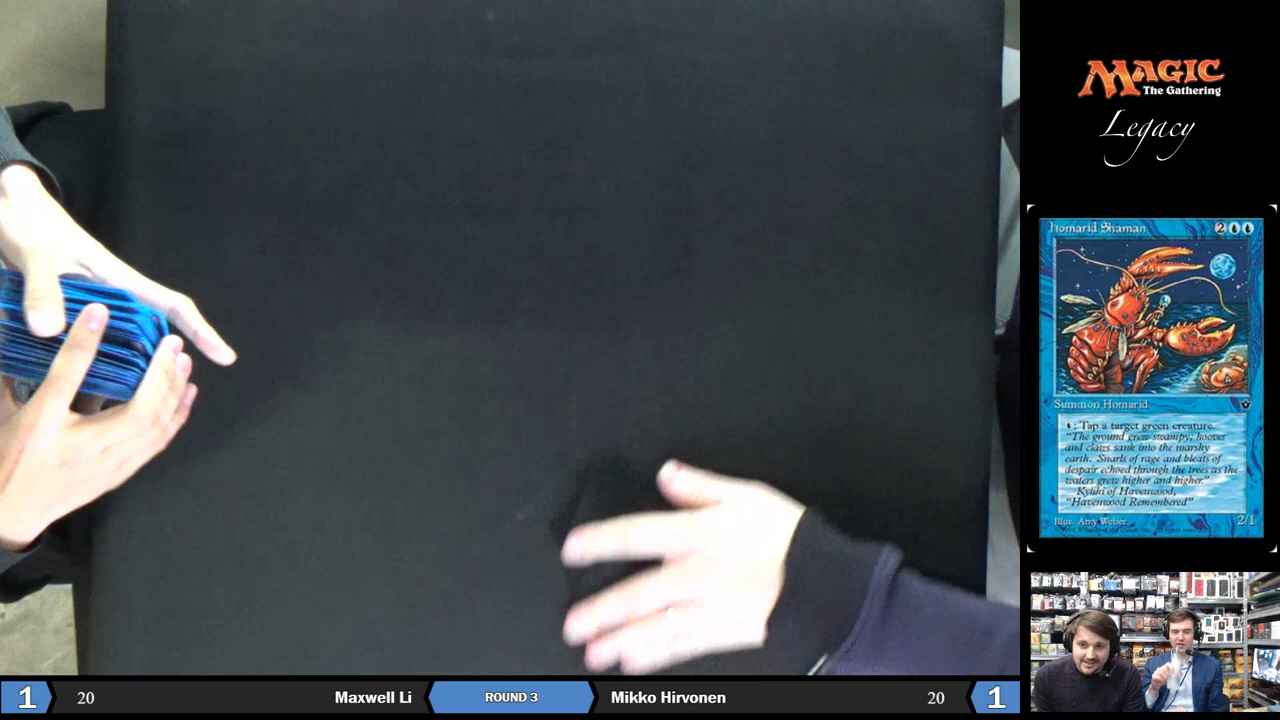 MAGIC
The Gathering
Legacy
Homarid Shaman
2
Summon Homarid
: Tap a target green creature.
"The ground grew swampy; hooves
and claws sank into the marshy
earth. Snarls of rage and bleats of
despair echoed through the trees as the
waters grew higher and higher."
Kyliki of Havenwood,
"Havenwood Remembered"
Illus. Amy Weber
2/1
1
20
Maxwell Li
ROUND 3
Mikko Hirvonen
20
1